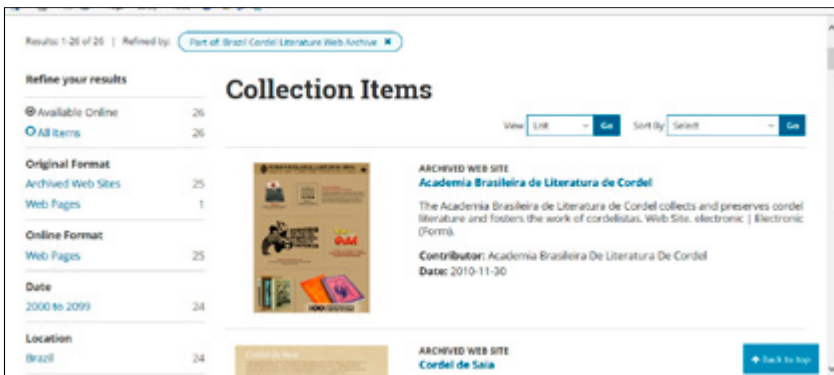 Results: 1-26 of 26 | Refined by: Part of: Brazil Cordel Literature Web Archive ✖
Refine your results
Available Online 26
All Items 26
Original Format
Archived Web Sites 25
Web Pages 1
Online Format
Web Pages 25
Date
2000 to 2099 24
Location
Brazil 24
Collection Items
View List Go Sort By Select Go
ARCHIVED WEB SITE
Academia Brasileira de Literatura de Cordel
The Academia Brasileira de Literatura de Cordel collects and preserves cordel
literature and fosters the work of cordelistas. Web Site. electronic | Electronic
(Form).
Contributor: Academia Brasileira De Literatura De Cordel
Date: 2010-11-30
100
Cordel de Saia
ARCHIVED WEB SITE
Cordel de Saia
Back to top